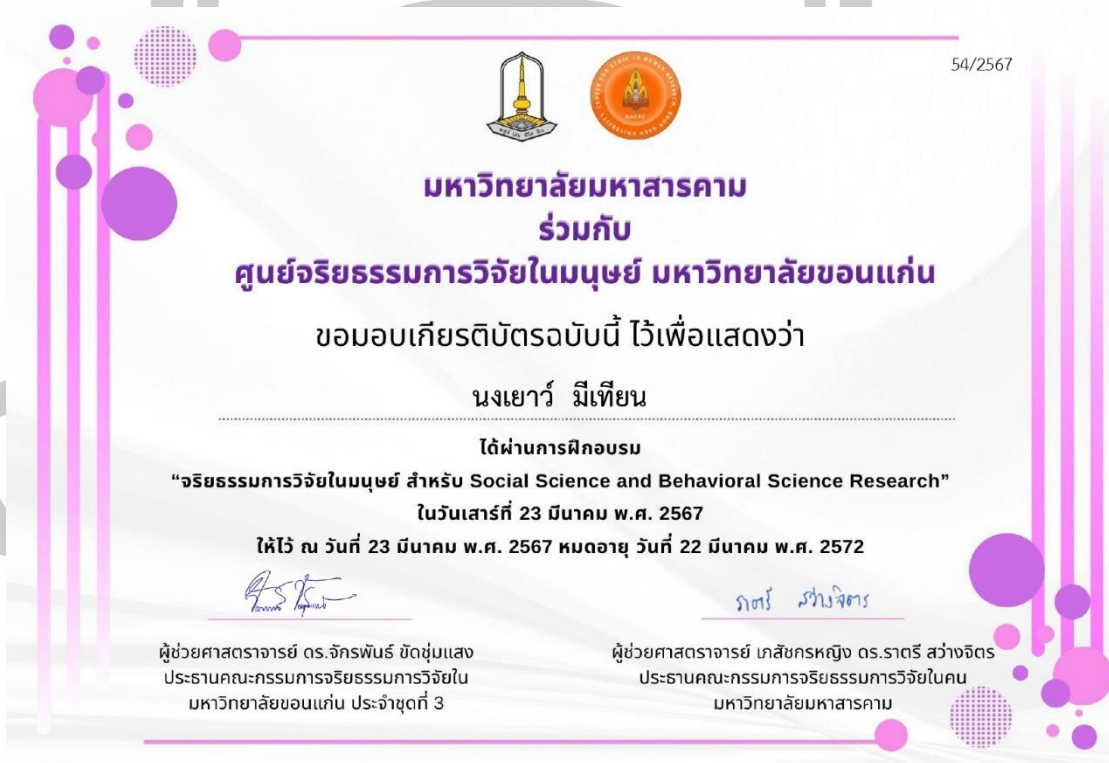 54/2567
มหาวิทยาลัยมหาสารคาม
ร่วมกับ
ศูนย์จริยธรรมการวิจัยในมนุษย์ มหาวิทยาลัยขอนแก่น
ขอมอบเกียรติบัตรฉบับนี้ ไว้เพื่อแสดงว่า
นงเยาว์ มีเทียน
ได้ผ่านการฝึกอบรม
“จริยธรรมการวิจัยในมนุษย์ สำหรับ Social Science and Behavioral Science Research”
ในวันเสาร์ที่ 23 มีนาคม พ.ศ. 2567
ให้ไว้ ณ วันที่ 23 มีนาคม พ.ศ. 2567 หมดอายุ วันที่ 22 มีนาคม พ.ศ. 2572
ราตรี สว่างจิตร
ผู้ช่วยศาสตราจารย์ ดร.จักรพันธ์ ขัดชุ่มแสง
ประธานคณะกรรมการจริยธรรมการวิจัยใน
มหาวิทยาลัยขอนแก่น ประจำชุดที่ 3
ผู้ช่วยศาสตราจารย์ เภสัชกรหญิง ดร.ราตรี สว่างจิตร
ประธานคณะกรรมการจริยธรรมการวิจัยในคน
มหาวิทยาลัยมหาสารคาม